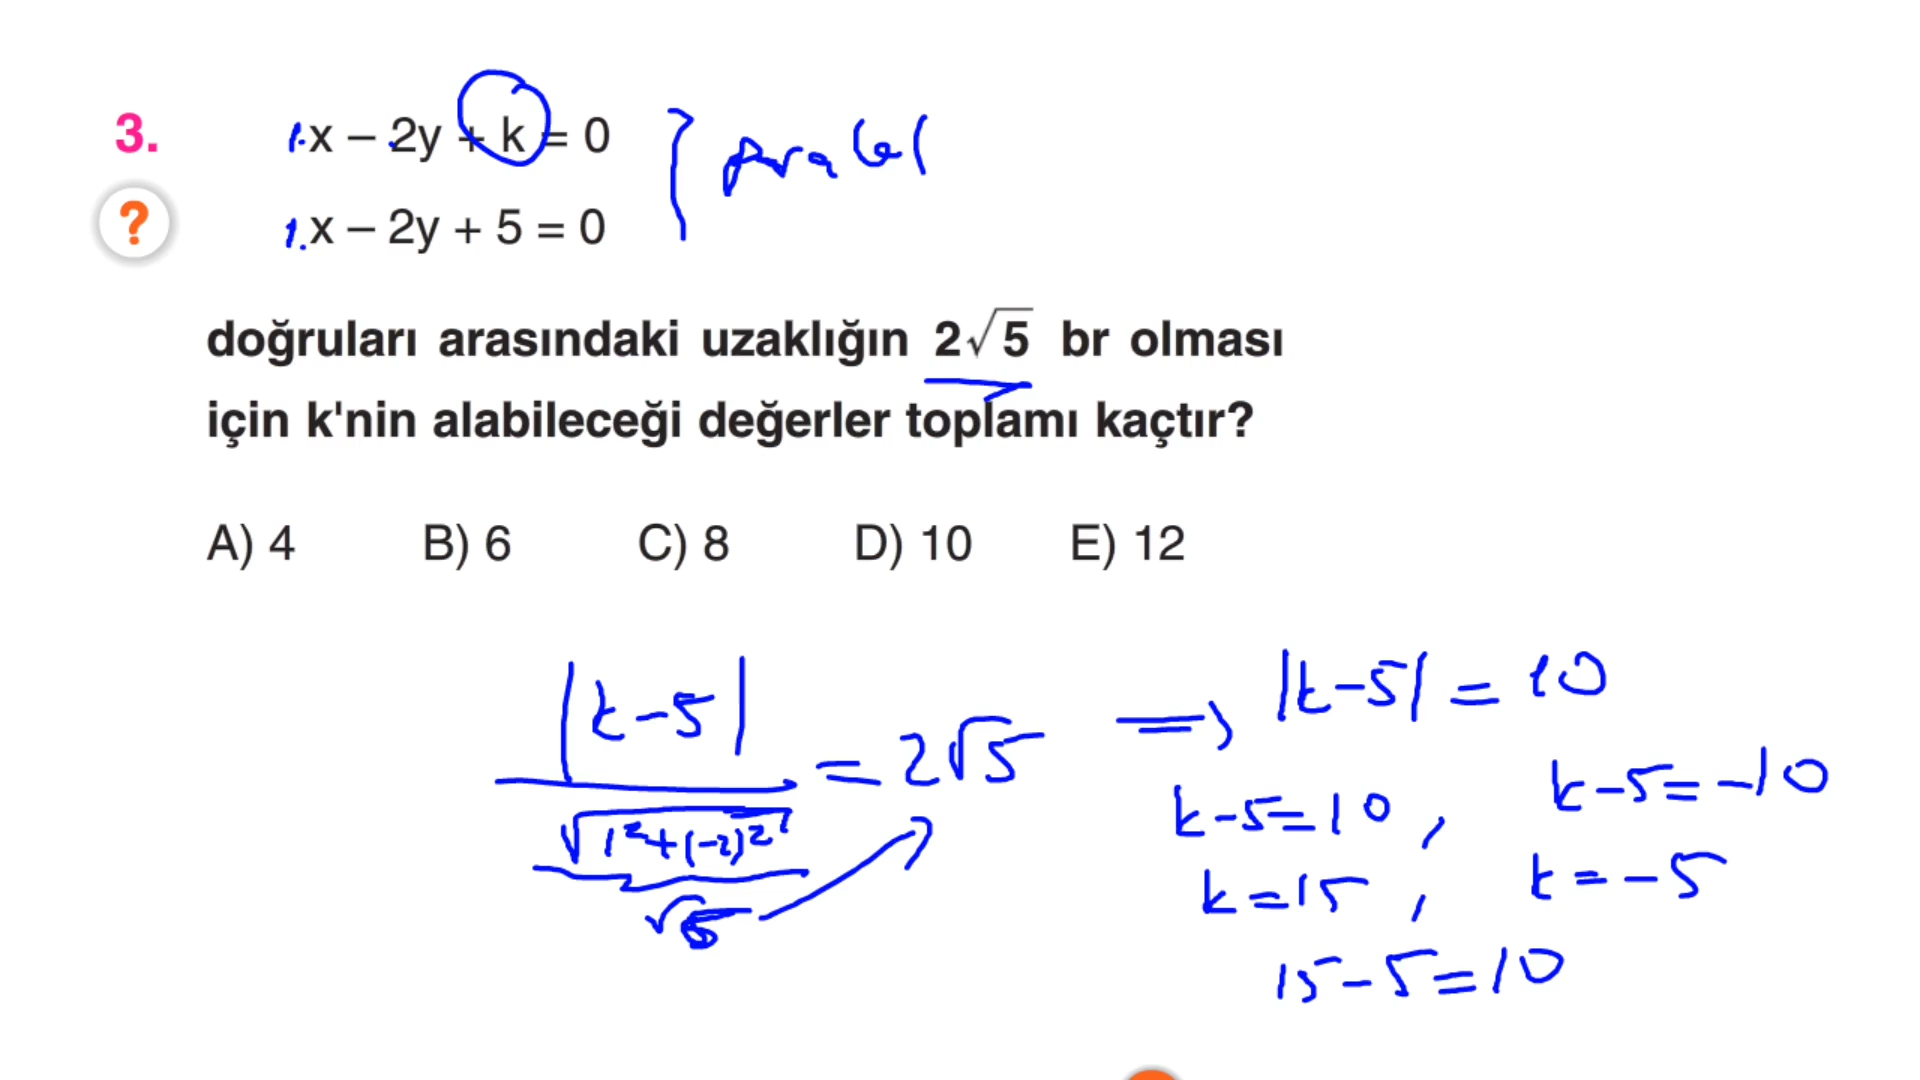 3. 1.x – 2y + k = 0
? 1.x – 2y + 5 = 0
Paralel
doğruları arasındaki uzaklığın 2√5 br olması
için k'nin alabileceği değerler toplamı kaçtır?
A) 4 B) 6 C) 8 D) 10 E) 12
|k-5| / √(1²+(-2)²) = 2√5 ⇒ |k-5| = 10
√5
k-5=10, k-5=-10
k=15, k=-5
15-5=10